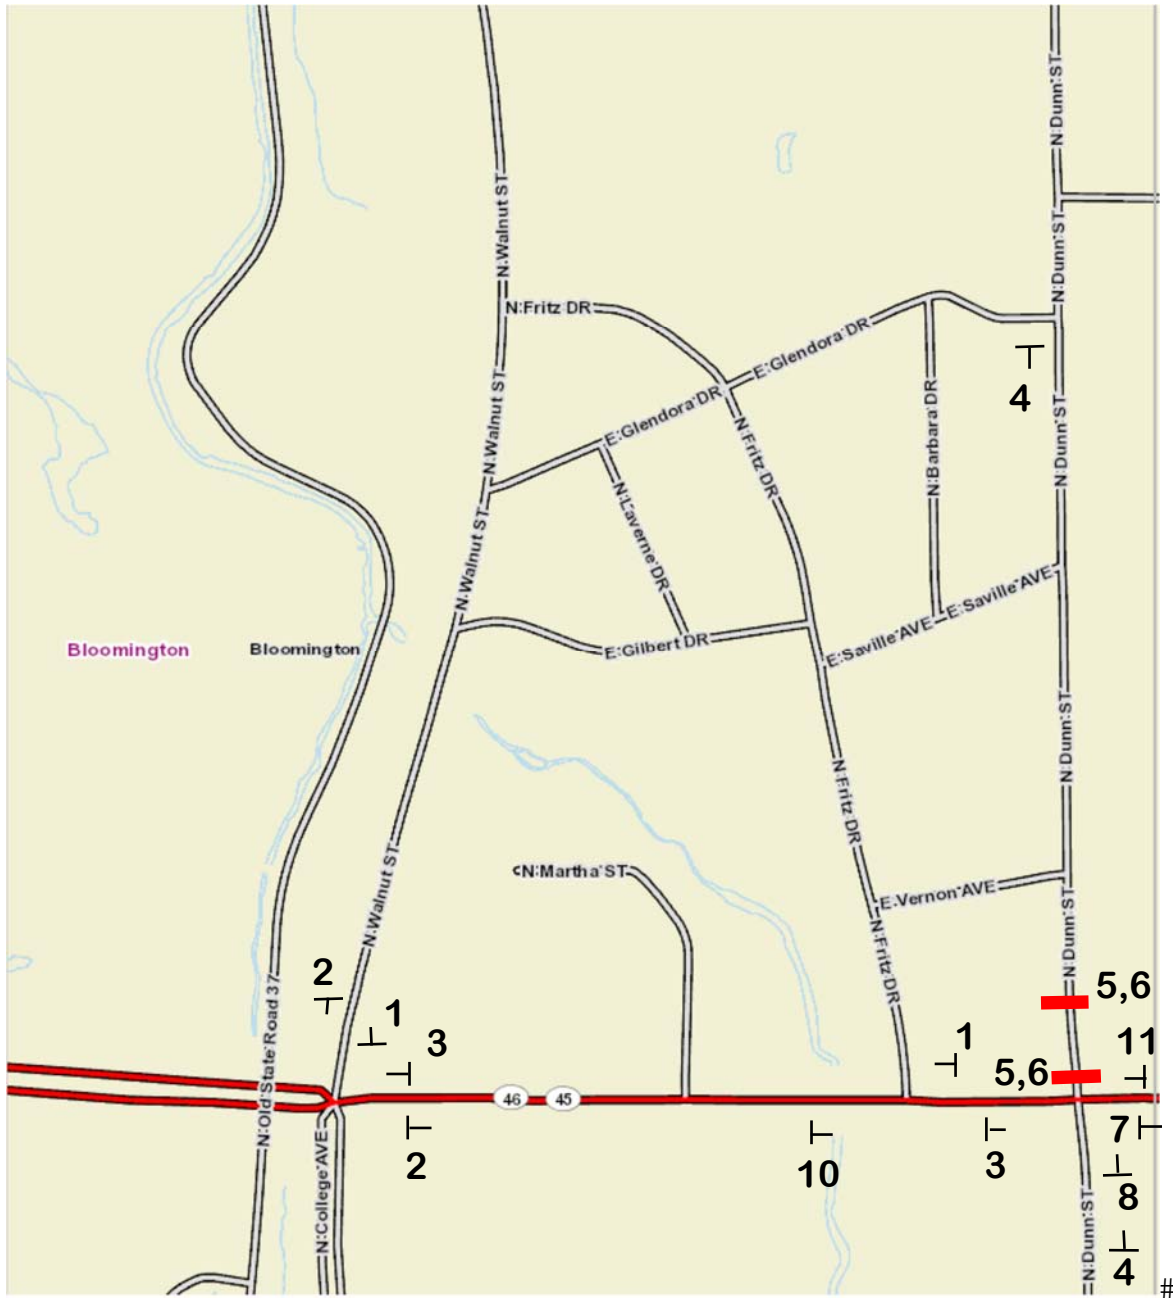 N Dunn ST
N Walnut ST
N Dunn ST
N Fritz DR
E Glendora DR
4
N Walnut ST
E Glendora DR
N Barbara DR
N Dunn ST
N Fritz DR
N Laverne DR
N Walnut ST
E Saville AVE
E Saville AVE
E Gilbert DR
Bloomington
Bloomington
N Dunn ST
N Fritz DR
N Martha ST
E Vernon AVE
N Walnut ST
N Dunn ST
N Fritz DR
2
5,6
1
3
1
11
5,6
N Old State Road 37
46
45
7
2
10
3
8
N College AVE
N Dunn ST
4
#